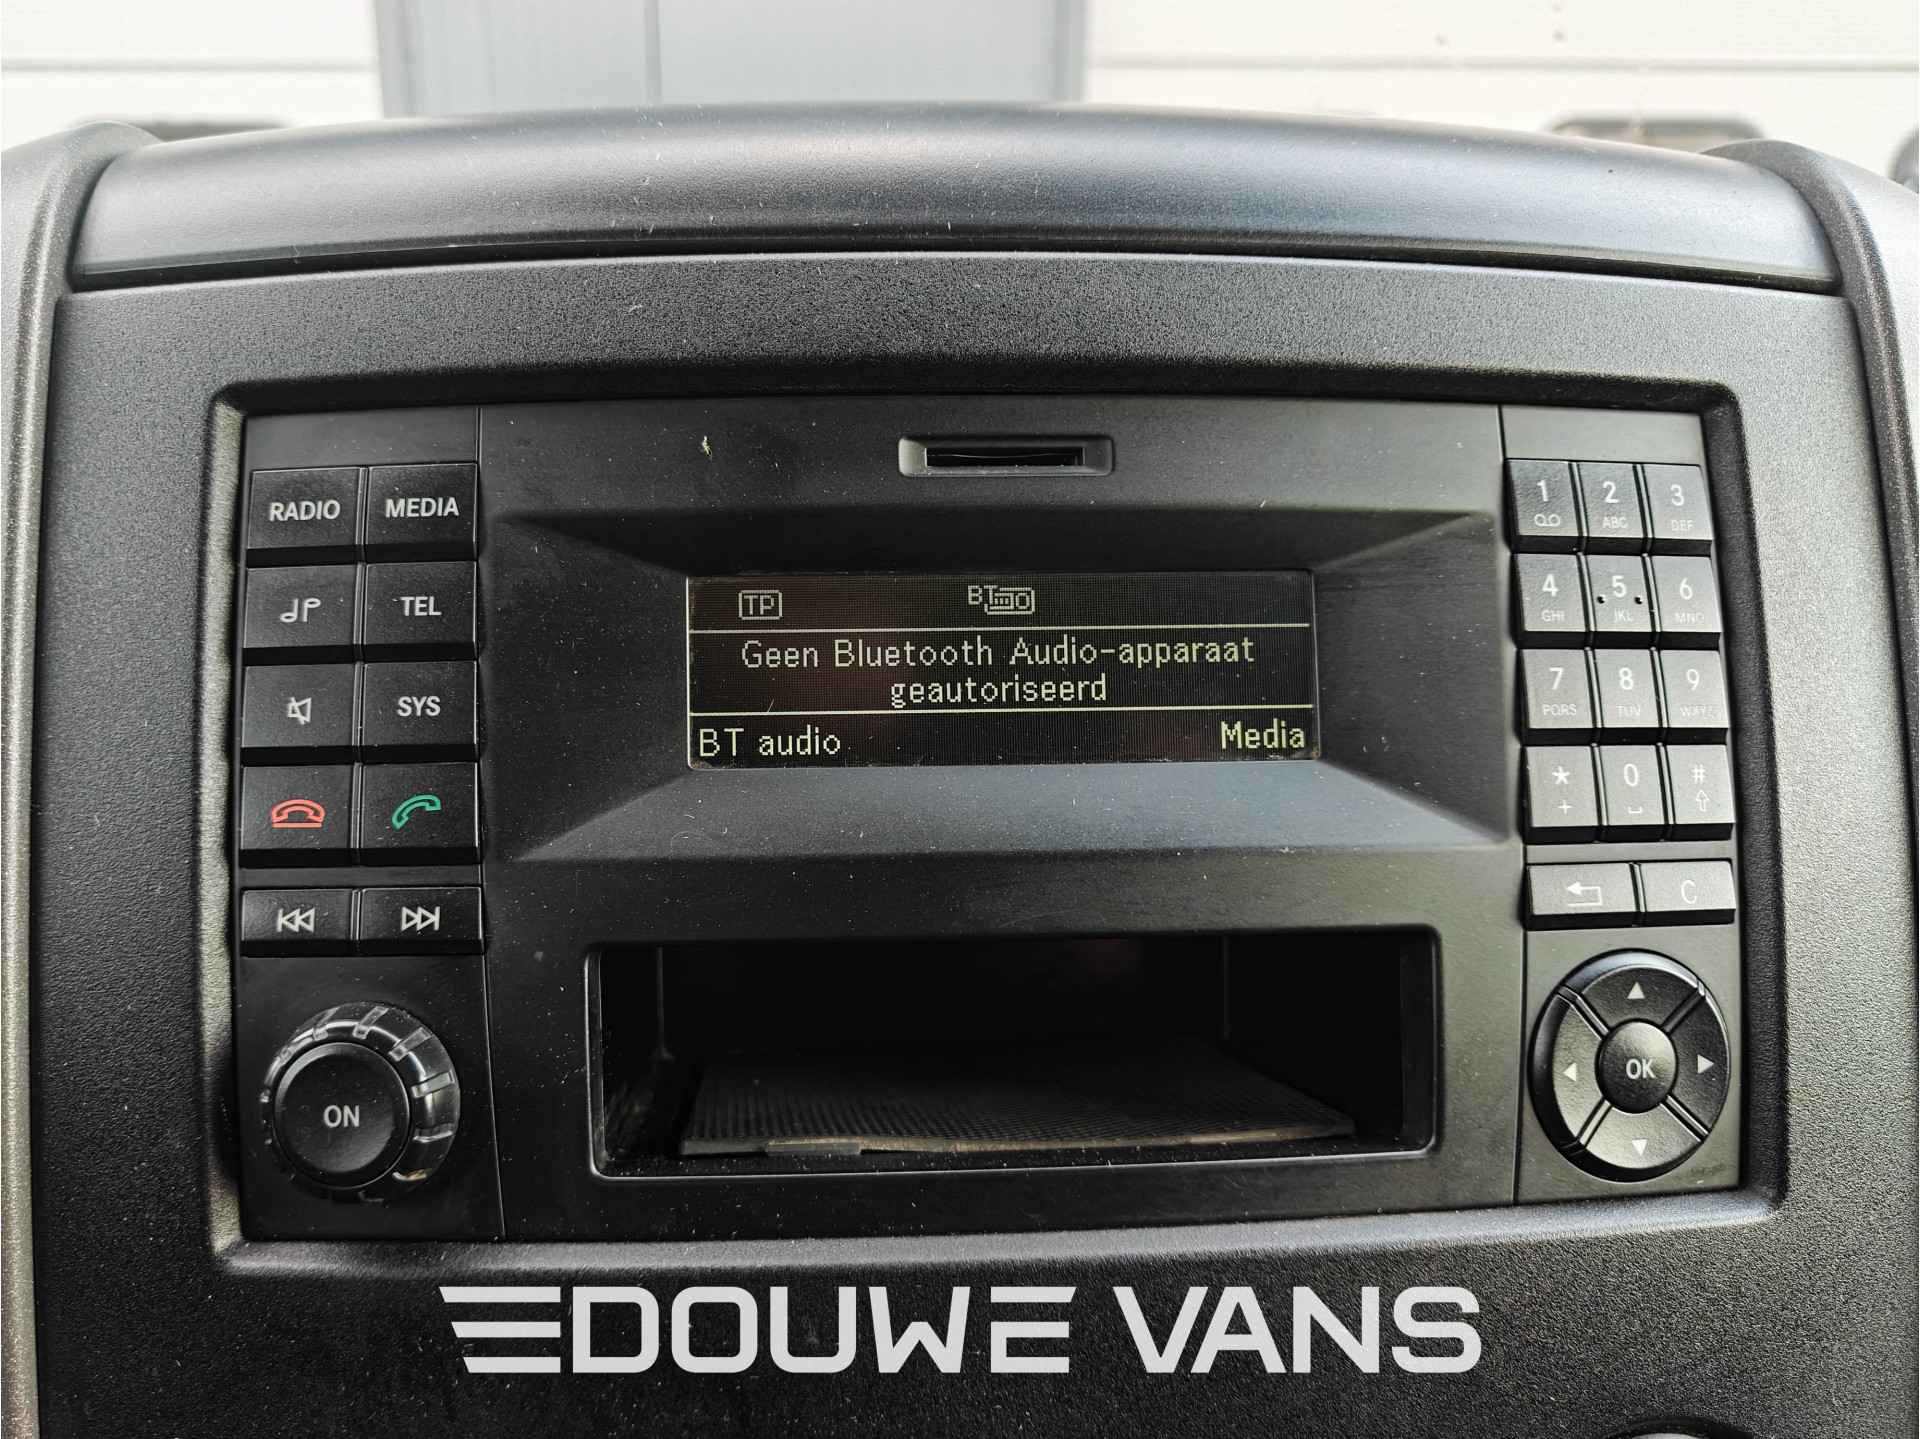 RADIO MEDIA
TEL
SYS
ON
TP BT
Geen Bluetooth Audio-apparaat
geautoriseerd
BT audio Media
1 2 ABC 3 DEF
4 GHI 5 JKL 6 MNO
7 PQRS 8 TUV 9 WXYZ
* + 0 #
C
OK
DOUWE VANS